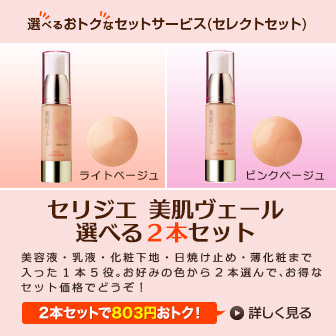 選べるおトクなセットサービス(セレクトセット)
ライトベージュ
ピンクベージュ
セリジエ 美肌ヴェール
選べる2本セット
美容液・乳液・化粧下地・日焼け止め・薄化粧まで
入った1本5役。お好みの色から2本選んで、お得な
セット価格でどうぞ!
2本セットで803円おトク!
詳しく見る